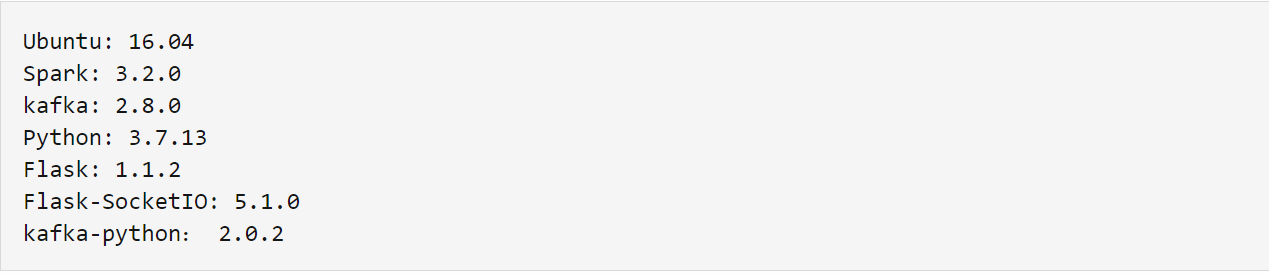 Ubuntu: 16.04
Spark: 3.2.0
kafka: 2.8.0
Python: 3.7.13
Flask: 1.1.2
Flask-SocketIO: 5.1.0
kafka-python： 2.0.2